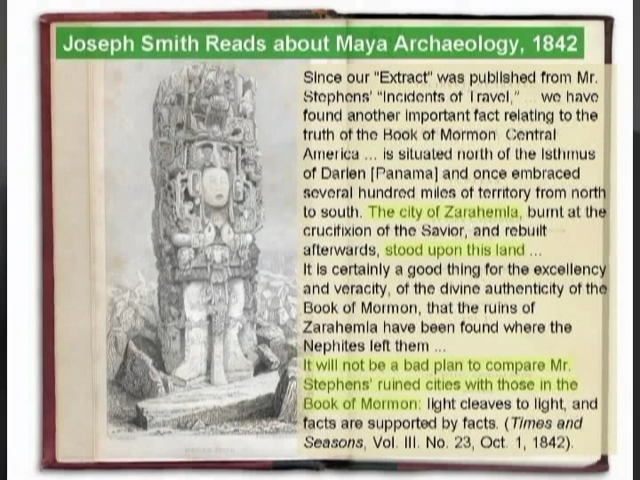 Joseph Smith Reads about Maya Archaeology, 1842
Since our "Extract" was published from Mr.
Stephens' "Incidents of Travel," ... we have
found another important fact relating to the
truth of the Book of Mormon. Central
America ... is situated north of the Isthmus
of Darien [Panama] and once embraced
several hundred miles of territory from north
to south. The city of Zarahemla, burnt at the
crucifixion of the Savior, and rebuilt
afterwards, stood upon this land ...
It is certainly a good thing for the excellency
and veracity, of the divine authenticity of the
Book of Mormon, that the ruins of
Zarahemla have been found where the
Nephites left them ...
It will not be a bad plan to compare Mr.
Stephens' ruined cities with those in the
Book of Mormon: light cleaves to light, and
facts are supported by facts. (Times and
Seasons, Vol. III. No. 23, Oct. 1, 1842).